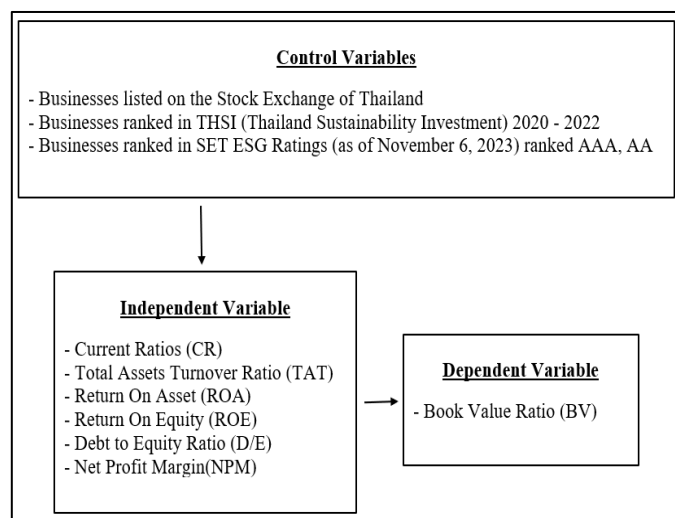 Control Variables
- Businesses listed on the Stock Exchange of Thailand
- Businesses ranked in THSI (Thailand Sustainability Investment) 2020 - 2022
- Businesses ranked in SET ESG Ratings (as of November 6, 2023) ranked AAA, AA
Independent Variable
- Current Ratios (CR)
- Total Assets Turnover Ratio (TAT)
- Return On Asset (ROA)
- Return On Equity (ROE)
- Debt to Equity Ratio (D/E)
- Net Profit Margin(NPM)
Dependent Variable
- Book Value Ratio (BV)